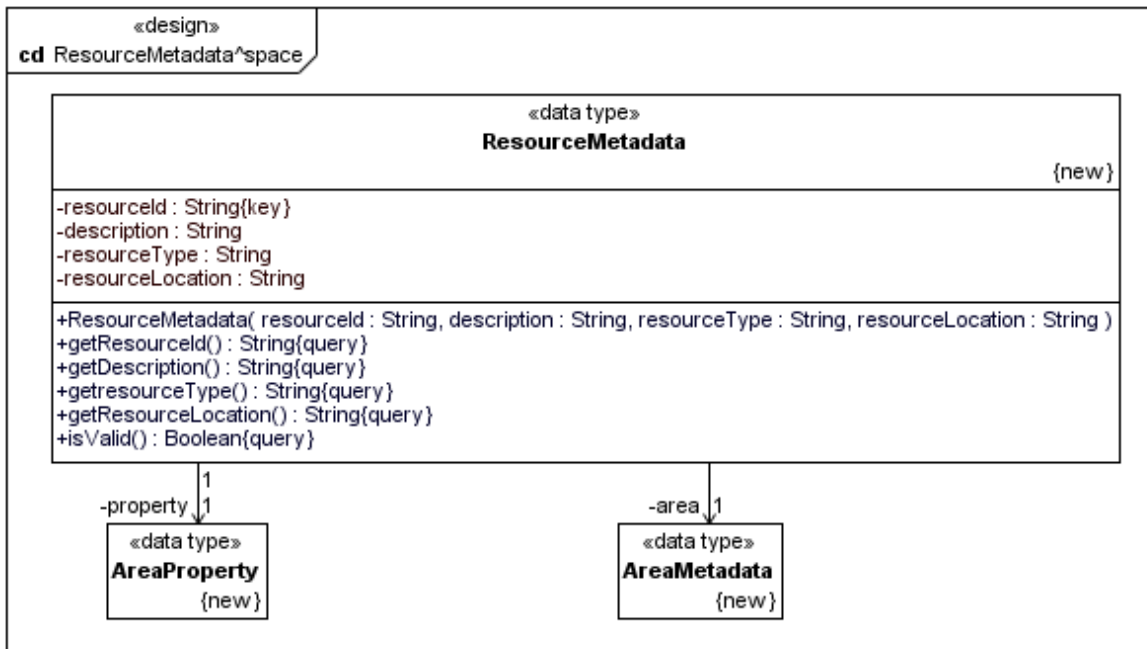 «design»
cd ResourceMetadata^space
«data type»
ResourceMetadata
{new}
-resourceId : String{key}
-description : String
-resourceType : String
-resourceLocation : String
+ResourceMetadata( resourceId : String, description : String, resourceType : String, resourceLocation : String )
+getResourceId() : String{query}
+getDescription() : String{query}
+getresourceType() : String{query}
+getResourceLocation() : String{query}
+isValid() : Boolean{query}
1
-property 1
-area 1
«data type»
AreaProperty
{new}
«data type»
AreaMetadata
{new}